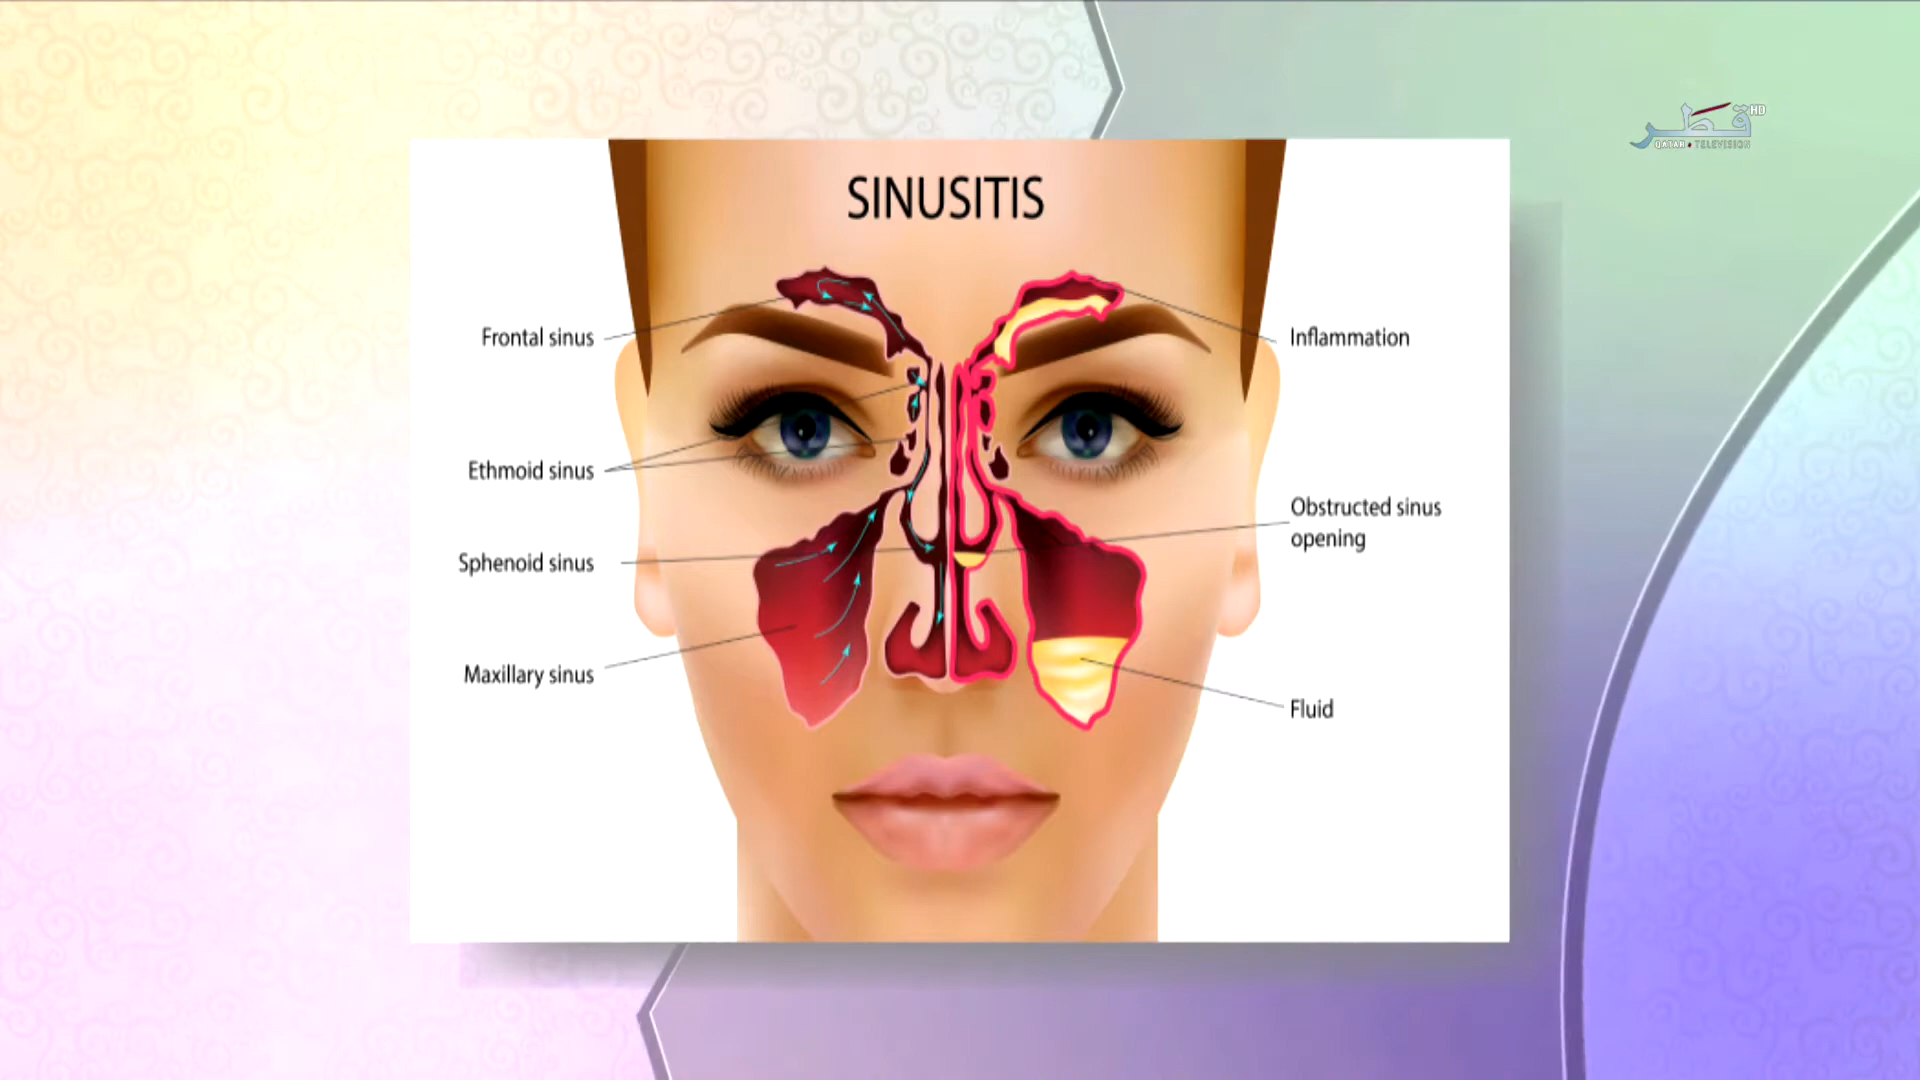 قطر HD
QATAR TELEVISION
SINUSITIS
Frontal sinus
Ethmoid sinus
Sphenoid sinus
Maxillary sinus
Inflammation
Obstructed sinus
opening
Fluid